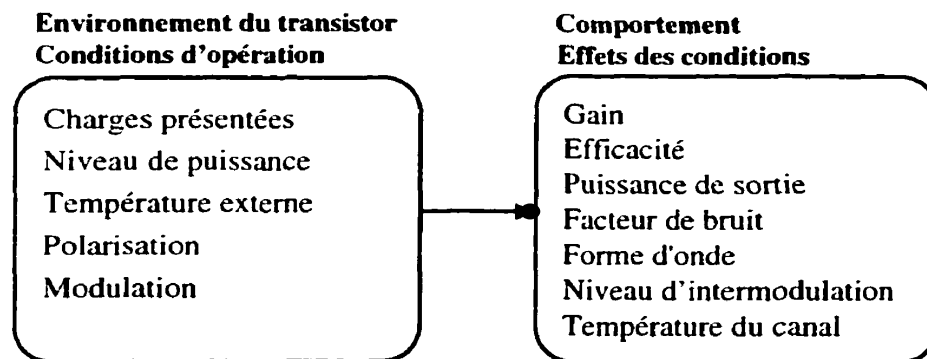 Environnement du transistor
Conditions d'opération
Charges présentées
Niveau de puissance
Température externe
Polarisation
Modulation
Comportement
Effets des conditions
Gain
Efficacité
Puissance de sortie
Facteur de bruit
Forme d'onde
Niveau d'intermodulation
Température du canal